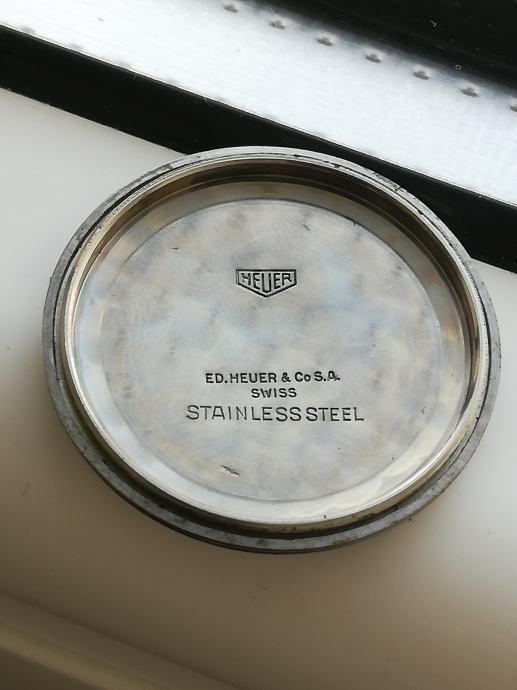 HEUER
ED. HEUER & Co S.A.
SWISS
STAINLESS STEEL